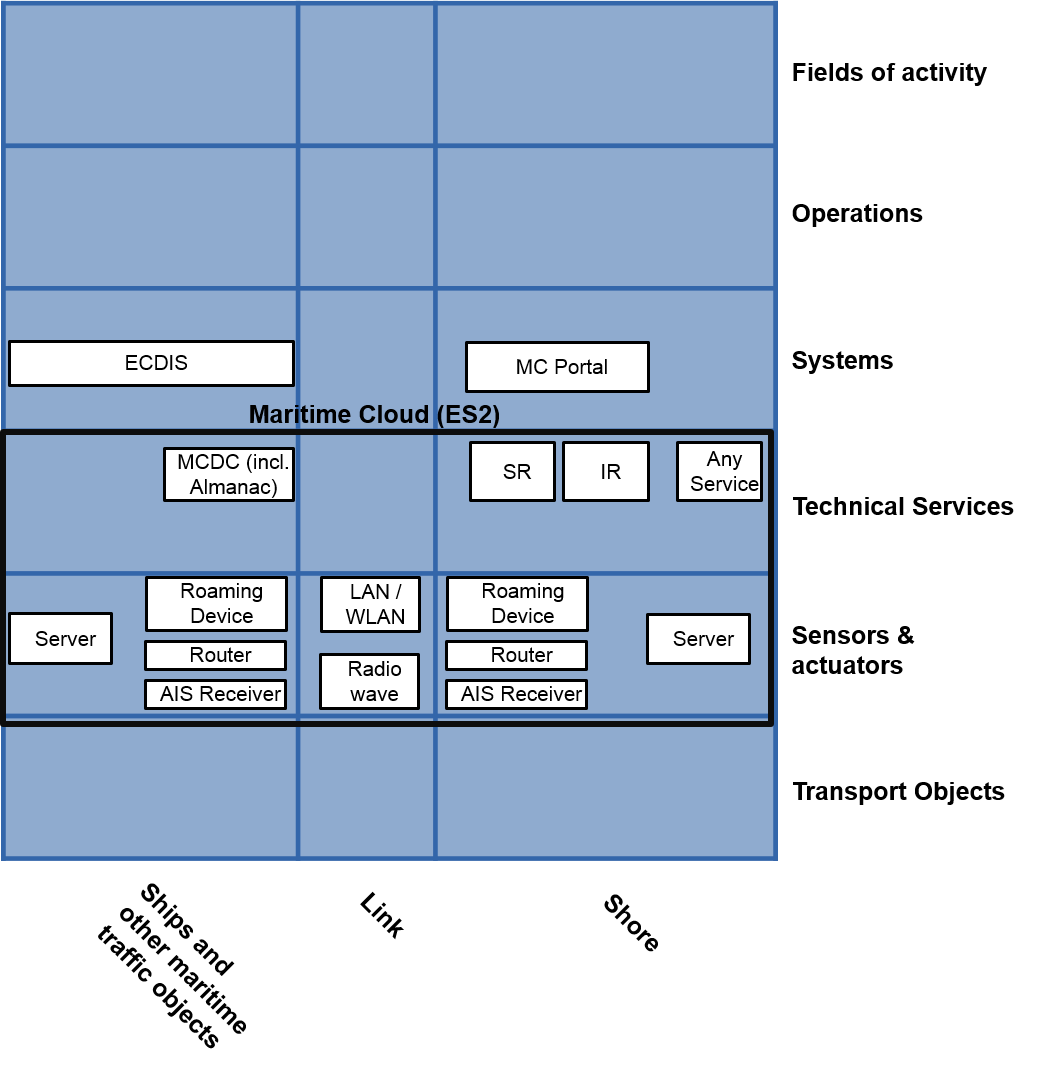 Fields of activity
Operations
ECDIS
MC Portal
Systems
Maritime Cloud (ES2)
MCDC (incl.
Almanac)
SR
IR
Any
Service
Technical Services
Server
Roaming
Device
Router
AIS Receiver
LAN /
WLAN
Radio
wave
Roaming
Device
Router
AIS Receiver
Server
Sensors &
actuators
Transport Objects
Ships and
other maritime
traffic objects
Link
Shore